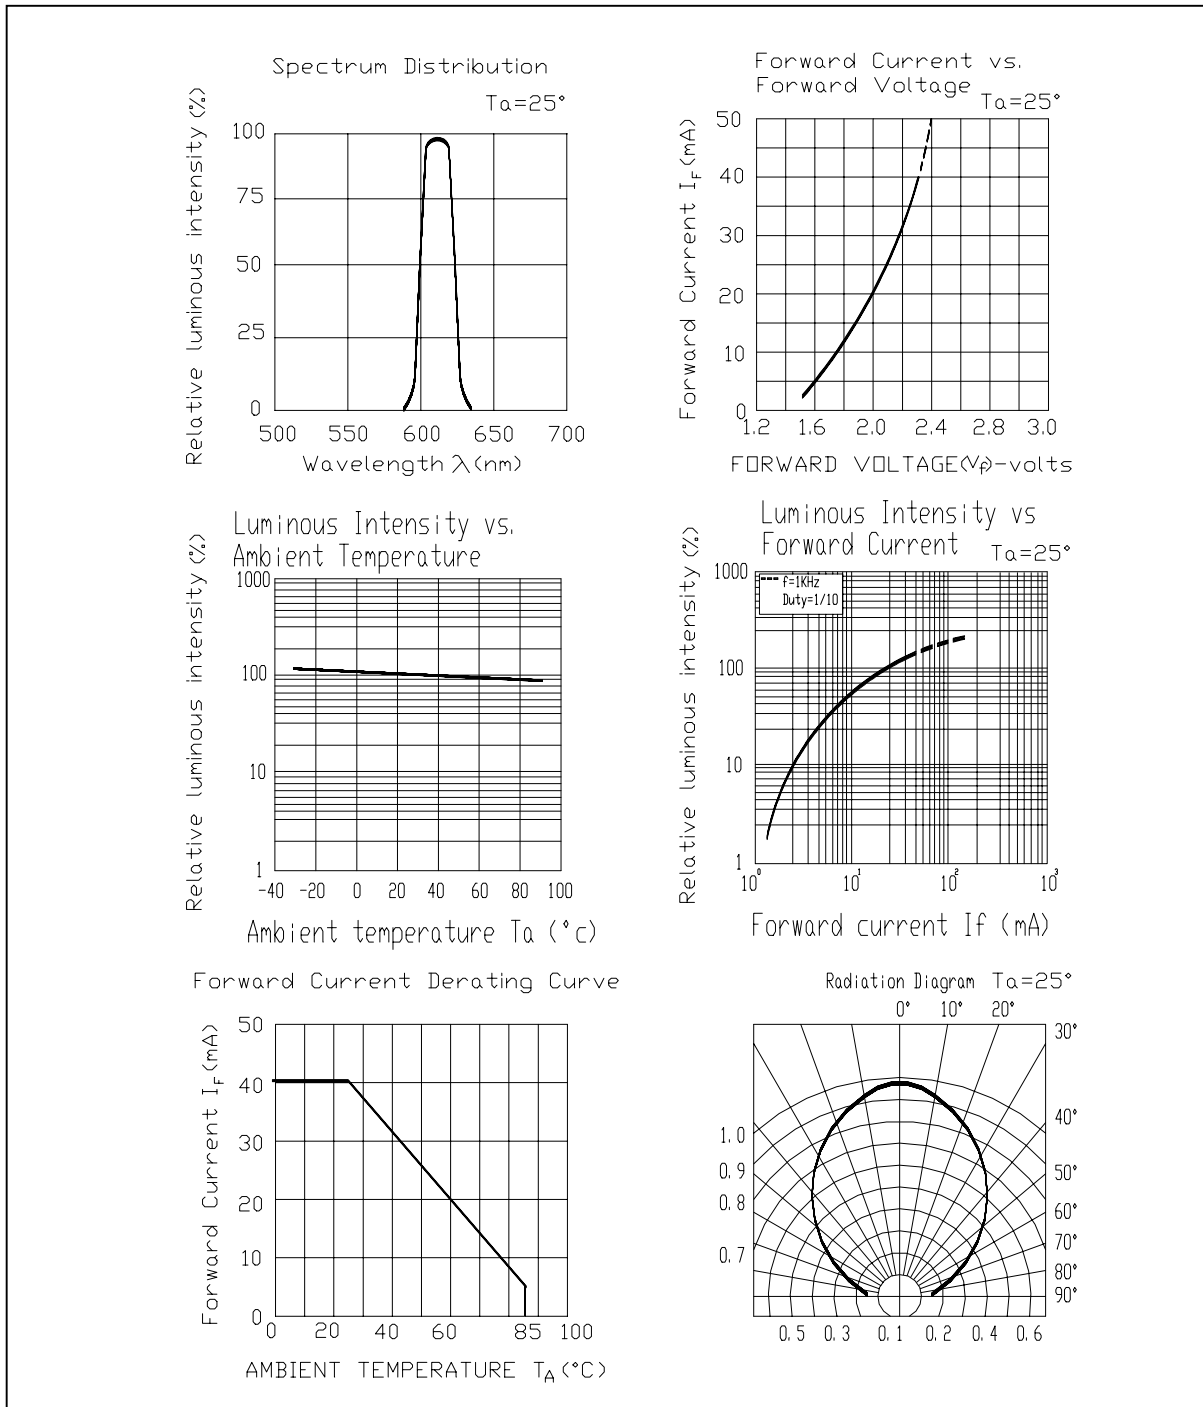 Spectrum Distribution
Ta=25°
Relative luminous intensity (%)
100
75
50
25
0
500 550 600 650 700
Wavelength λ (nm)
Forward Current vs.
Forward Voltage
Ta=25°
Forward Current IF (mA)
50
40
30
20
10
0
1.2 1.6 2.0 2.4 2.8 3.0
FORWARD VOLTAGE(VF)-volts
Luminous Intensity vs.
Ambient Temperature
Relative luminous intensity (%)
1000
100
10
1
-40 -20 0 20 40 60 80 100
Ambient temperature Ta (°c)
Luminous Intensity vs
Forward Current
Ta=25°
f=1KHz
Duty=1/10
Relative luminous intensity (%)
1000
100
10
1
10⁰ 10¹ 10² 10³
Forward current If (mA)
Forward Current Derating Curve
Forward Current IF (mA)
50
40
30
20
10
0
0 20 40 60 85 100
AMBIENT TEMPERATURE TA (°C)
Radiation Diagram Ta=25°
0° 10° 20°
30°
40°
50°
60°
70°
80°
90°
1.0
0.9
0.8
0.7
0.5 0.3 0.1 0.2 0.4 0.6